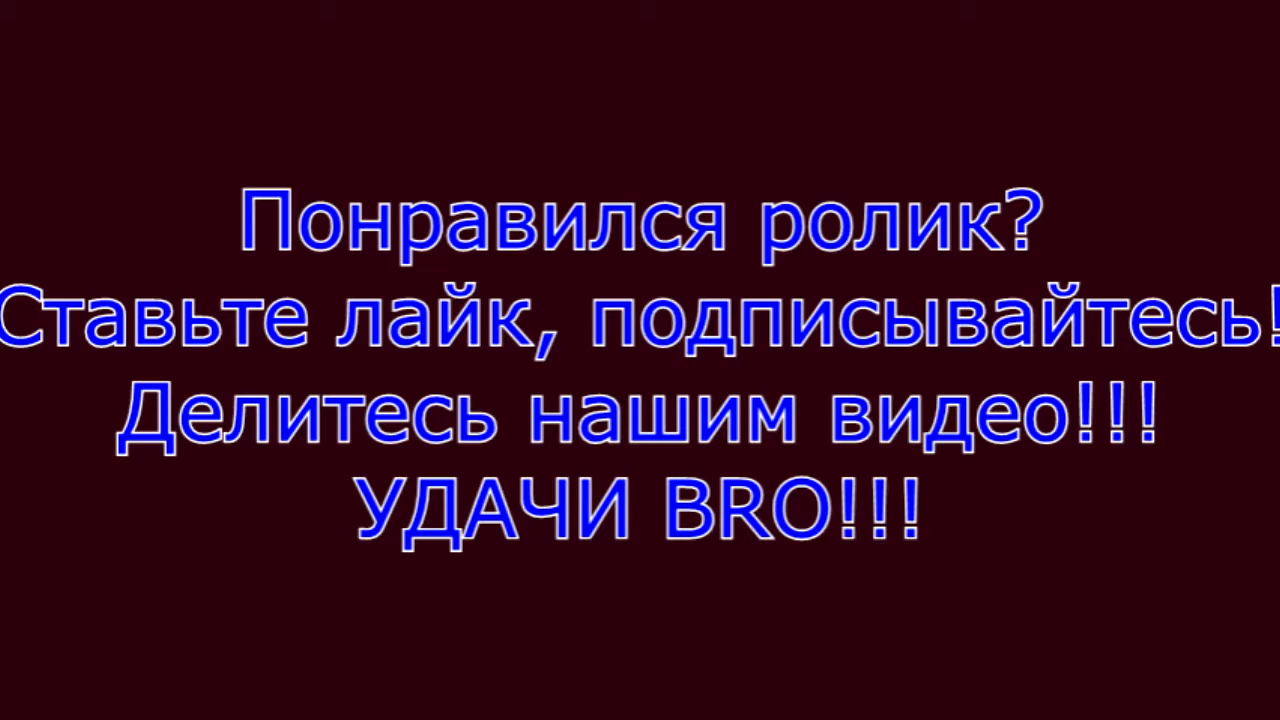 Понравился ролик?
Ставьте лайк, подписывайтесь!
Делитесь нашим видео!!!
УДАЧИ BRO!!!